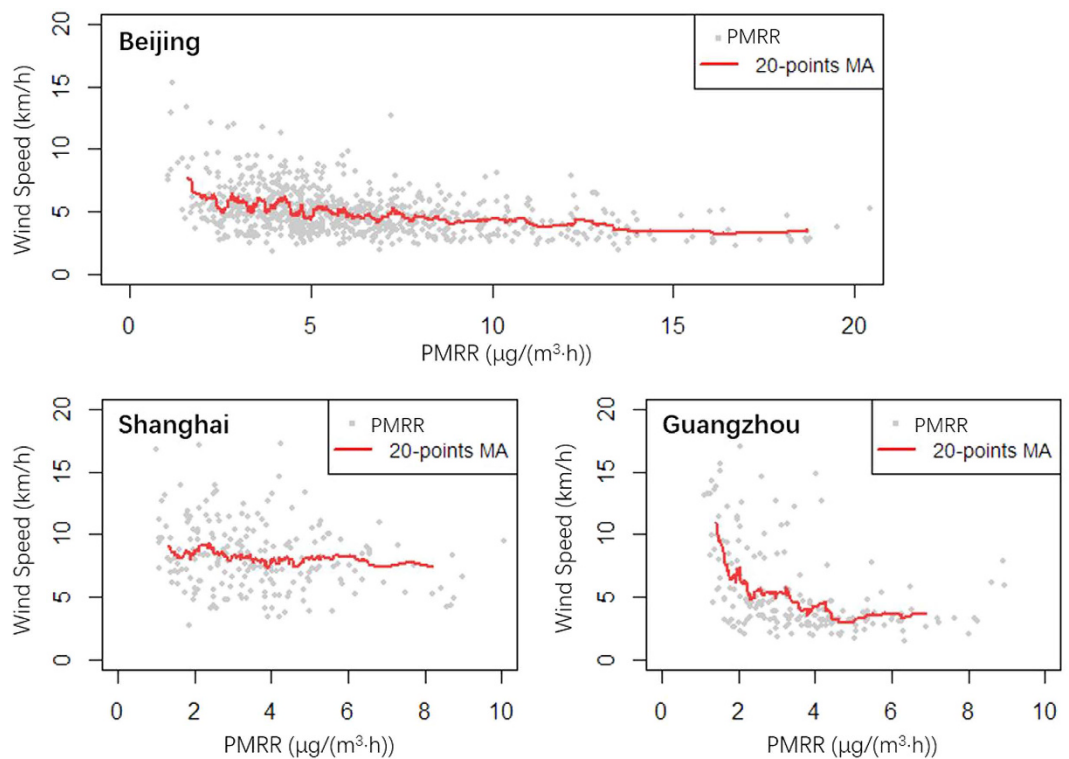 Beijing
PMRR
20-points MA
Wind Speed (km/h)
20
15
10
5
0
0 5 10 15 20
PMRR (μg/(m³·h))
Shanghai
PMRR
20-points MA
Wind Speed (km/h)
20
15
10
5
0
0 2 4 6 8 10
PMRR (μg/(m³·h))
Guangzhou
PMRR
20-points MA
Wind Speed (km/h)
20
15
10
5
0
0 2 4 6 8 10
PMRR (μg/(m³·h))